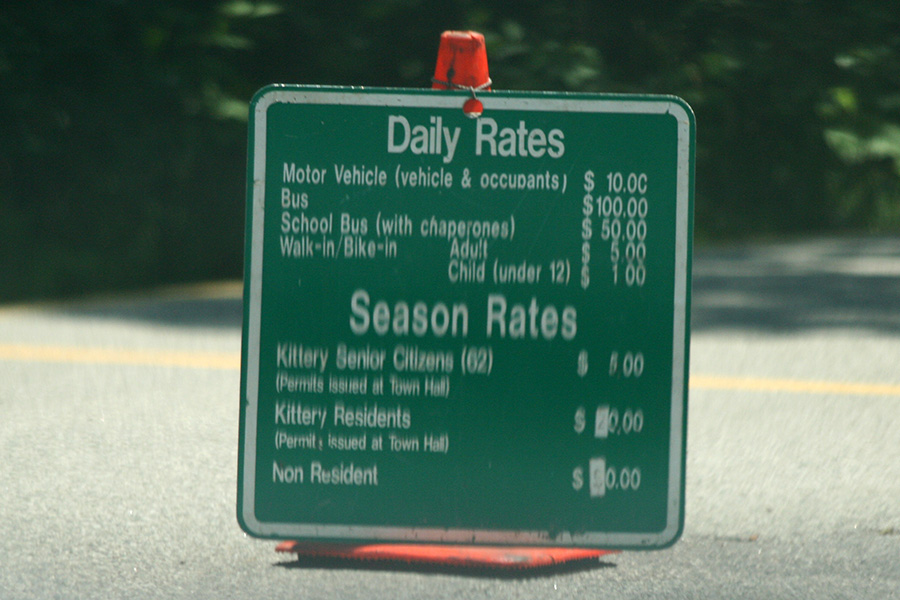 Daily Rates
Motor Vehicle (vehicle & occupants) $ 10.00
Bus $100.00
School Bus (with chaperones) $ 50.00
Walk-in/Bike-in Adult $ 5.00
Child (under 12) $ 1.00
Season Rates
Kittery Senior Citizens (62) $
(Permits issued at Town Hall)
Kittery Residents $
(Permits issued at Town Hall)
Non Resident $